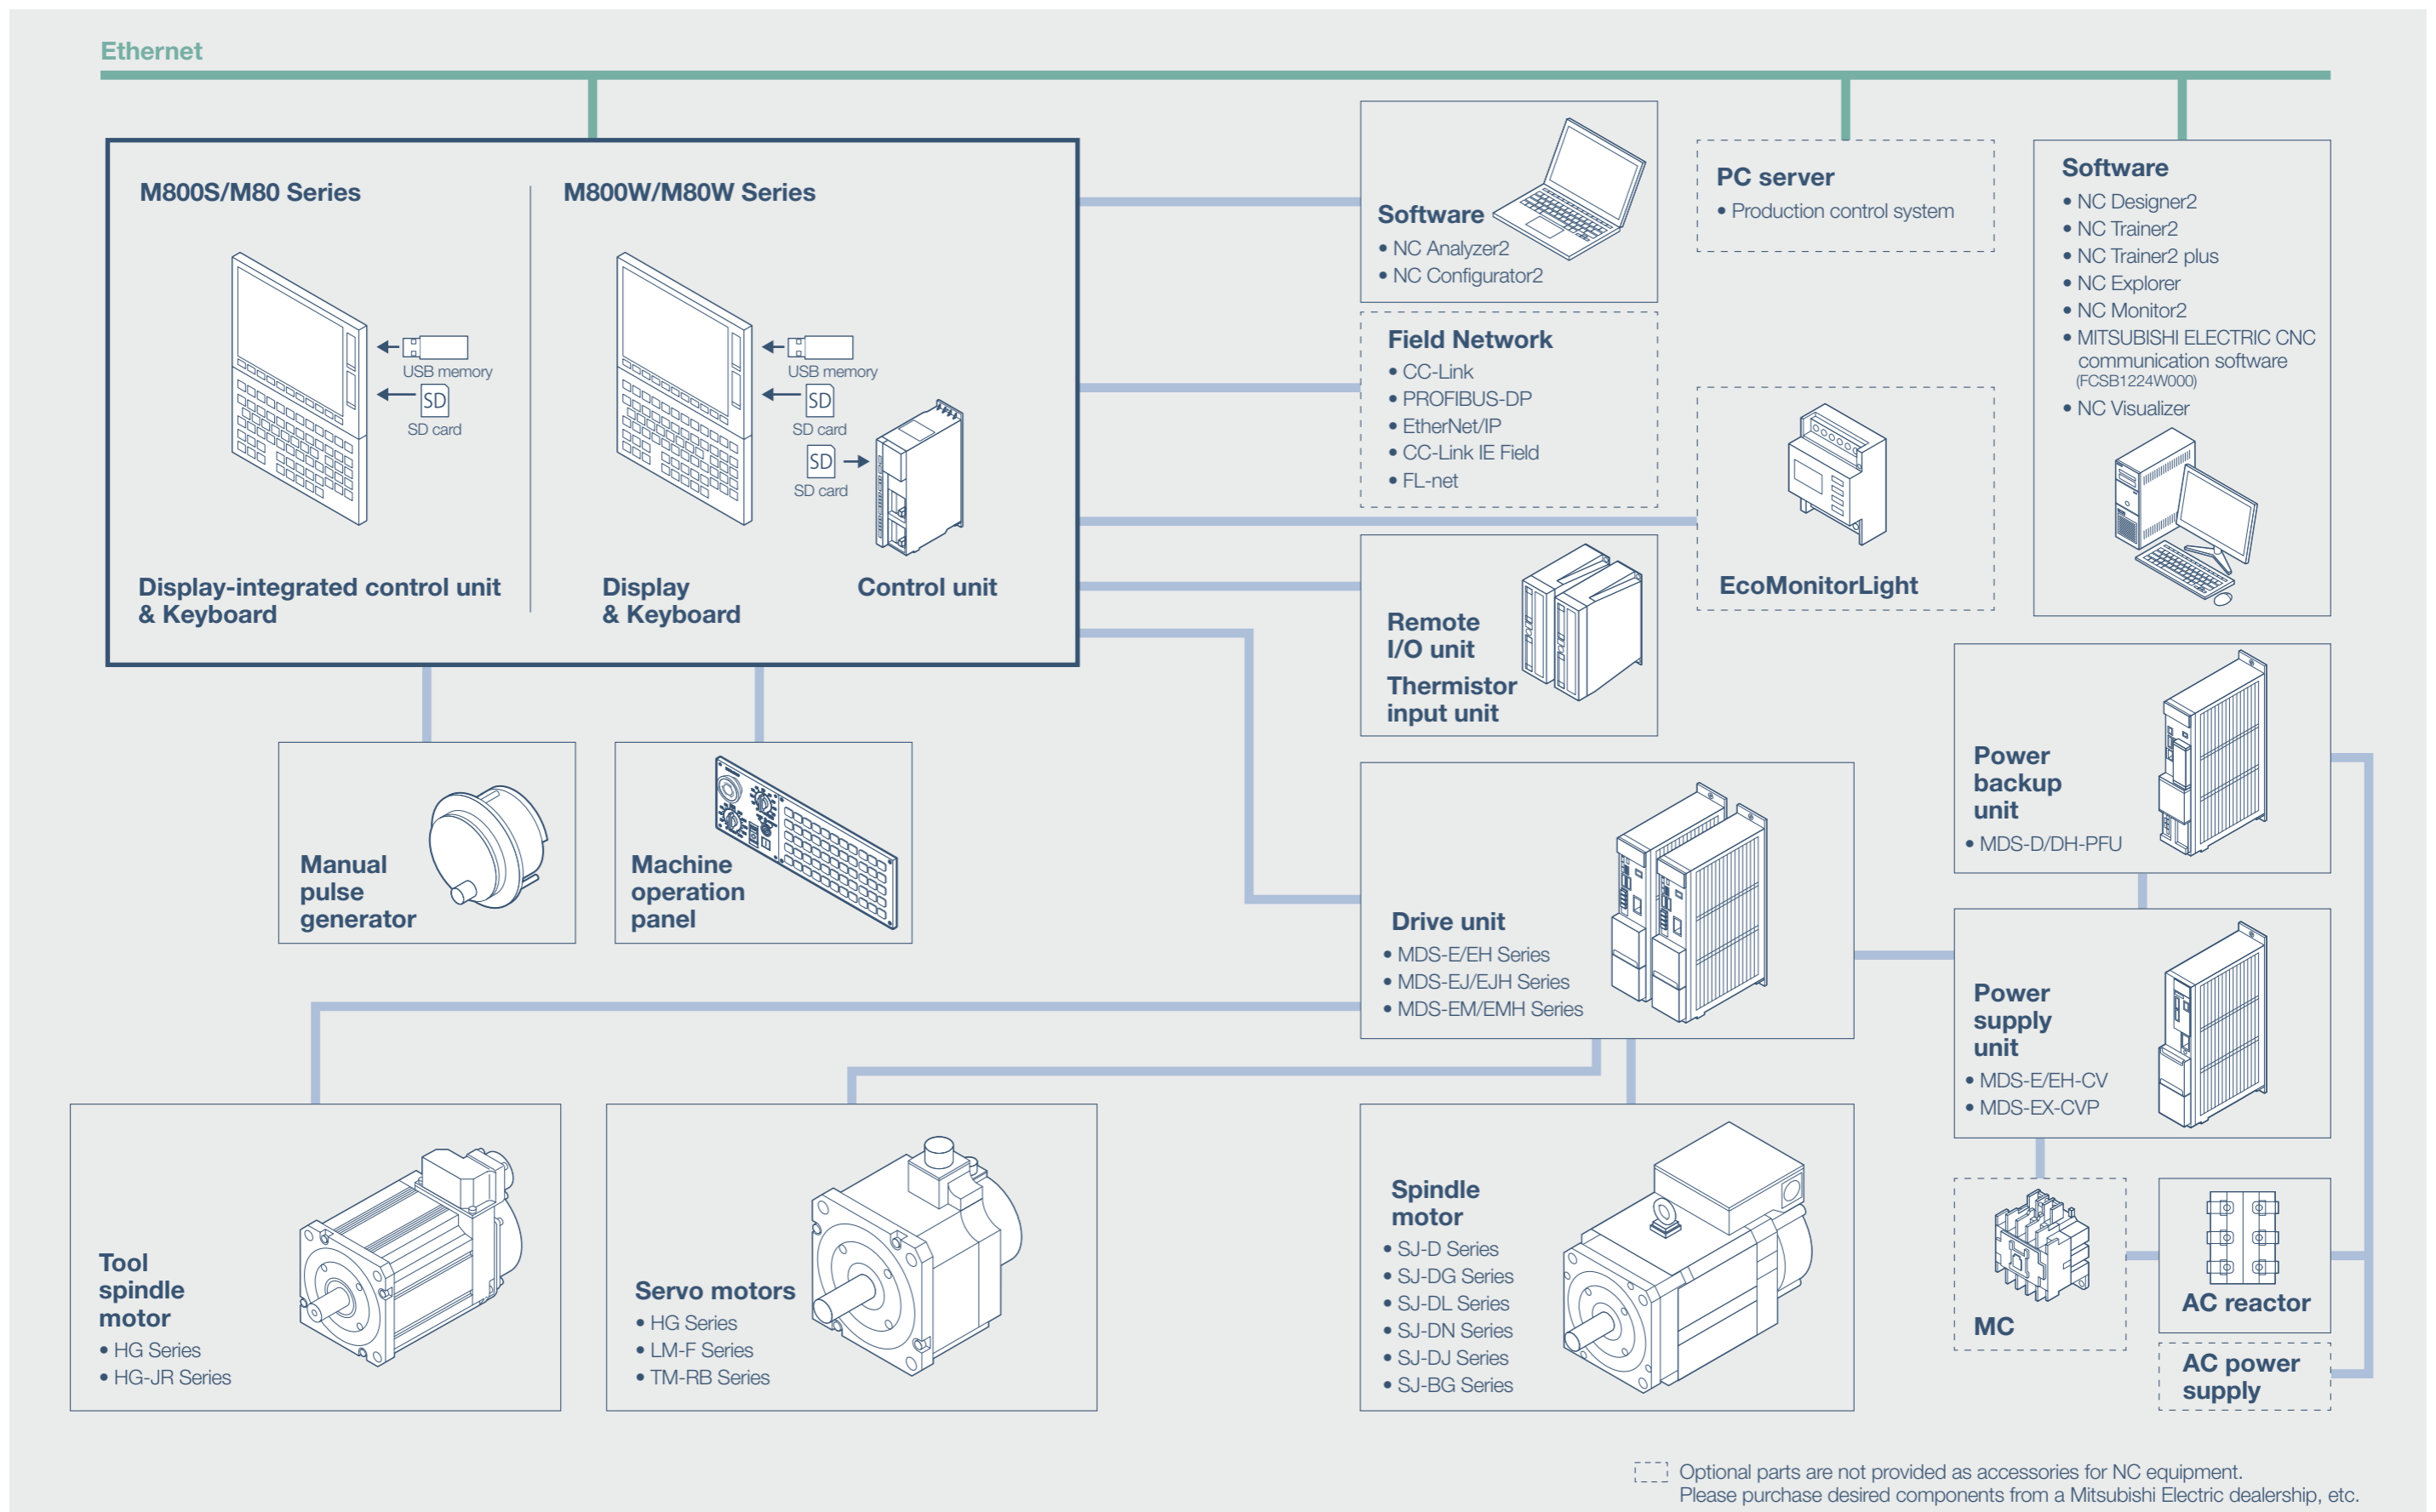 Ethernet
M800S/M80 Series
USB memory
SD
SD card
Display-integrated control unit
& Keyboard
M800W/M80W Series
USB memory
SD
SD card
SD
SD card
Display
& Keyboard
Control unit
Software
• NC Analyzer2
• NC Configurator2
PC server
• Production control system
Software
• NC Designer2
• NC Trainer2
• NC Trainer2 plus
• NC Explorer
• NC Monitor2
• MITSUBISHI ELECTRIC CNC
communication software
(FCSB1224W000)
• NC Visualizer
Field Network
• CC-Link
• PROFIBUS-DP
• EtherNet/IP
• CC-Link IE Field
• FL-net
EcoMonitorLight
Remote
I/O unit
Thermistor
input unit
Manual
pulse
generator
Machine
operation
panel
Drive unit
• MDS-E/EH Series
• MDS-EJ/EJH Series
• MDS-EM/EMH Series
Power
backup
unit
• MDS-D/DH-PFU
Power
supply
unit
• MDS-E/EH-CV
• MDS-EX-CVP
Tool
spindle
motor
• HG Series
• HG-JR Series
Servo motors
• HG Series
• LM-F Series
• TM-RB Series
Spindle
motor
• SJ-D Series
• SJ-DG Series
• SJ-DL Series
• SJ-DN Series
• SJ-DJ Series
• SJ-BG Series
MC
AC reactor
AC power
supply
Optional parts are not provided as accessories for NC equipment.
Please purchase desired components from a Mitsubishi Electric dealership, etc.